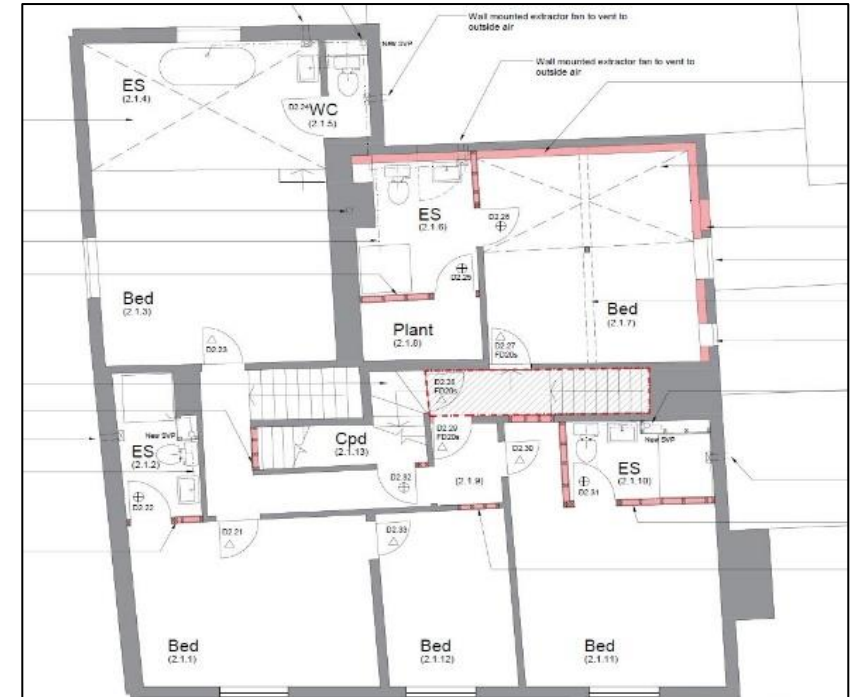 Wall mounted extractor fan to vent to
outside air
New SVP
Wall mounted extractor fan to vent to
outside air
ES
(2.1.4)
D2.24
WC
(2.1.5)
ES
(2.1.6)
D2.26
D2.25
Bed
(2.1.3)
Bed
(2.1.7)
Plant
(2.1.8)
D2.23
D2.27
FD20s
D2.28
FD20s
New SVP
ES
(2.1.2)
Cpd
(2.1.13)
D2.29
FD20s
D2.30
New SVP
ES
(2.1.10)
D2.32
(2.1.9)
D2.31
D2.22
D2.21
D2.33
Bed
(2.1.1)
Bed
(2.1.12)
Bed
(2.1.11)